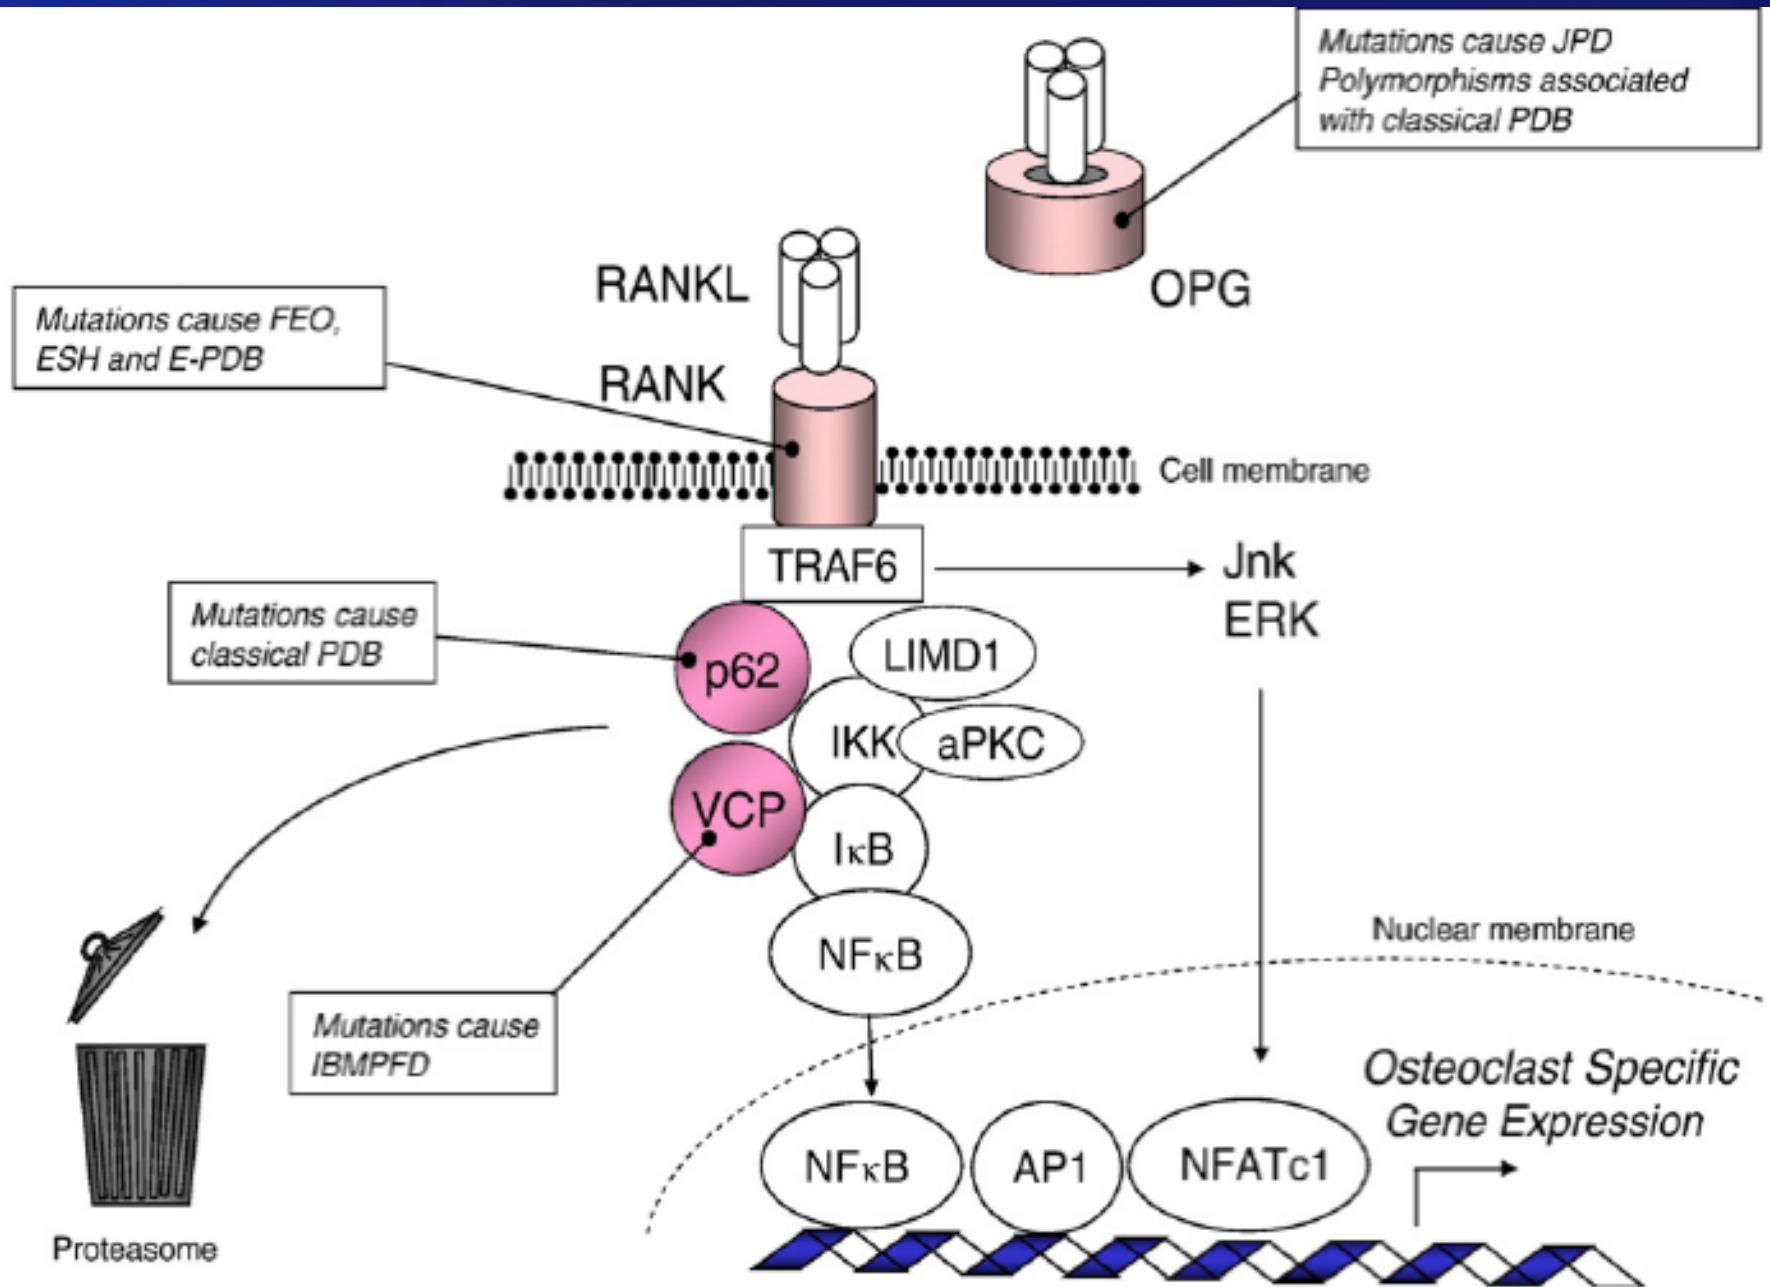 Mutations cause JPD
Polymorphisms associated
with classical PDB
RANKL
OPG
Mutations cause FEO,
ESH and E-PDB
RANK
Cell membrane
TRAF6
Jnk
ERK
Mutations cause
classical PDB
p62
LIMD1
IKK
aPKC
VCP
IκB
NFκB
Nuclear membrane
Mutations cause
IBMPFD
Osteoclast Specific
Gene Expression
NFκB
AP1
NFATc1
Proteasome